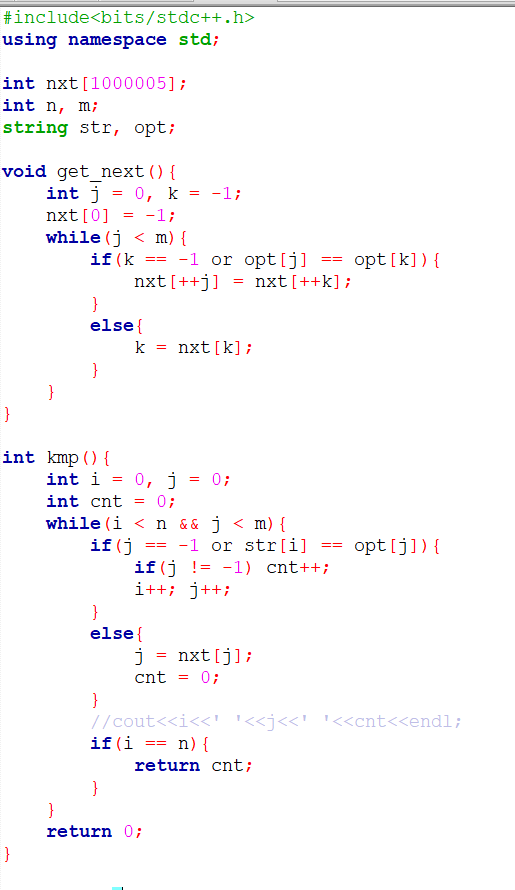 #include<bits/stdc++.h>
using namespace std;

int nxt[1000005];
int n, m;
string str, opt;

void get_next(){
    int j = 0, k = -1;
    nxt[0] = -1;
    while(j < m){
        if(k == -1 or opt[j] == opt[k]){
            nxt[++j] = nxt[++k];
        }
        else{
            k = nxt[k];
        }
    }
}

int kmp(){
    int i = 0, j = 0;
    int cnt = 0;
    while(i < n && j < m){
        if(j == -1 or str[i] == opt[j]){
            if(j != -1) cnt++;
            i++; j++;
        }
        else{
            j = nxt[j];
            cnt = 0;
        }
        //cout<<i<<' '<<j<<' '<<cnt<<endl;
        if(i == n){
            return cnt;
        }
    }
    return 0;
}